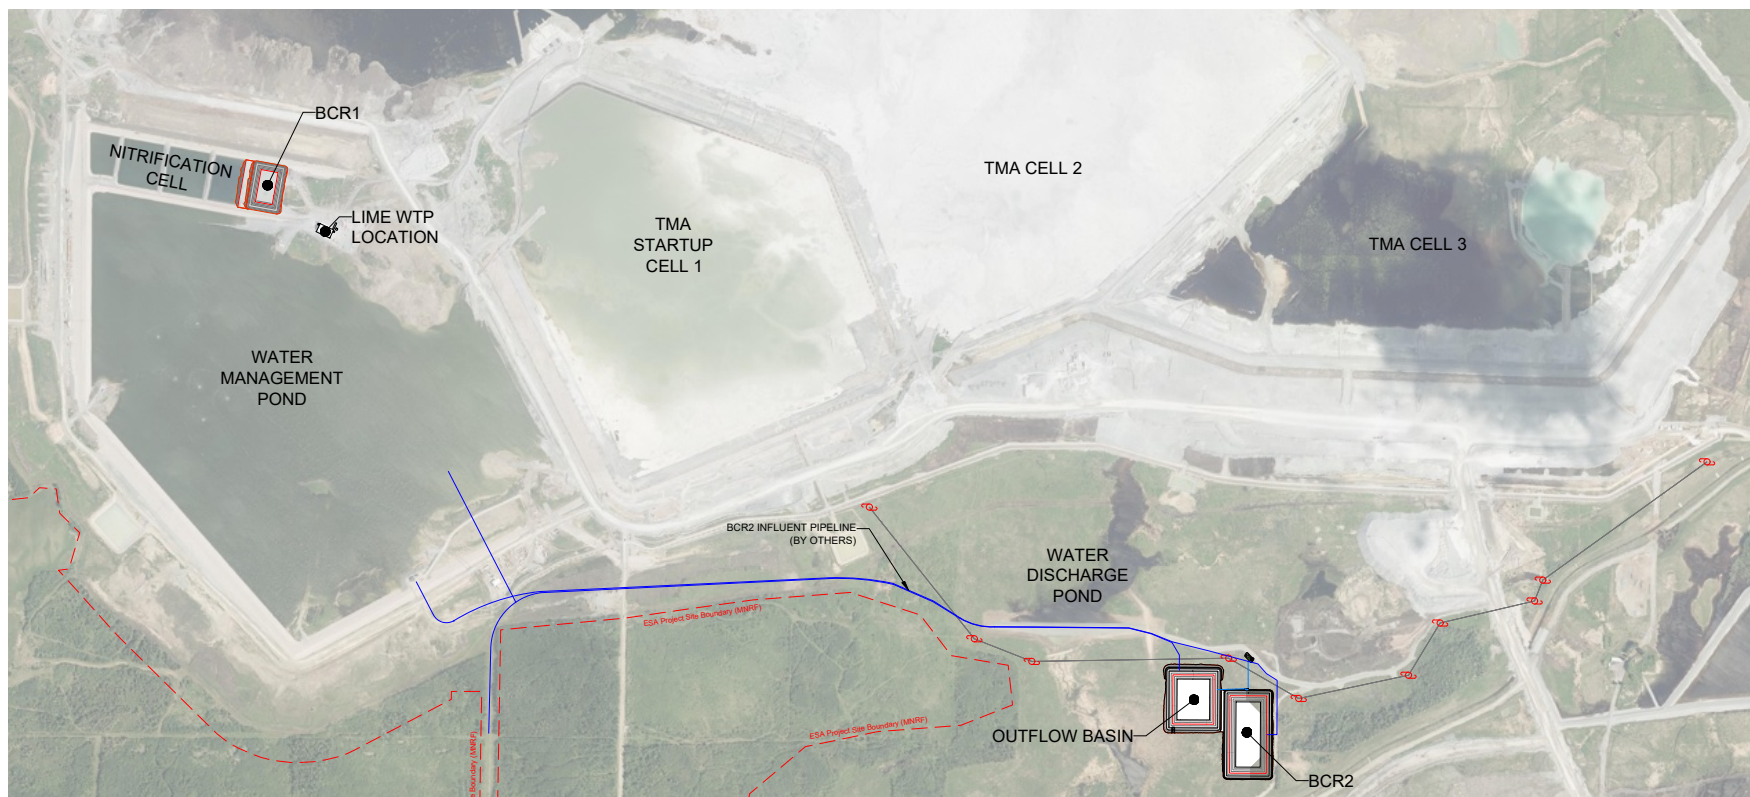 BCR1
NITRIFICATION
CELL
LIME WTP
LOCATION
TMA CELL 2
TMA
STARTUP
CELL 1
TMA CELL 3
WATER
MANAGEMENT
POND
BCR2 INFLUENT PIPELINE
(BY OTHERS)
WATER
DISCHARGE
POND
ESA Project Site Boundary (MNRF)
ESA Project Site Boundary (MNRF)
OUTFLOW BASIN
BCR2
Boundary (MNRF)